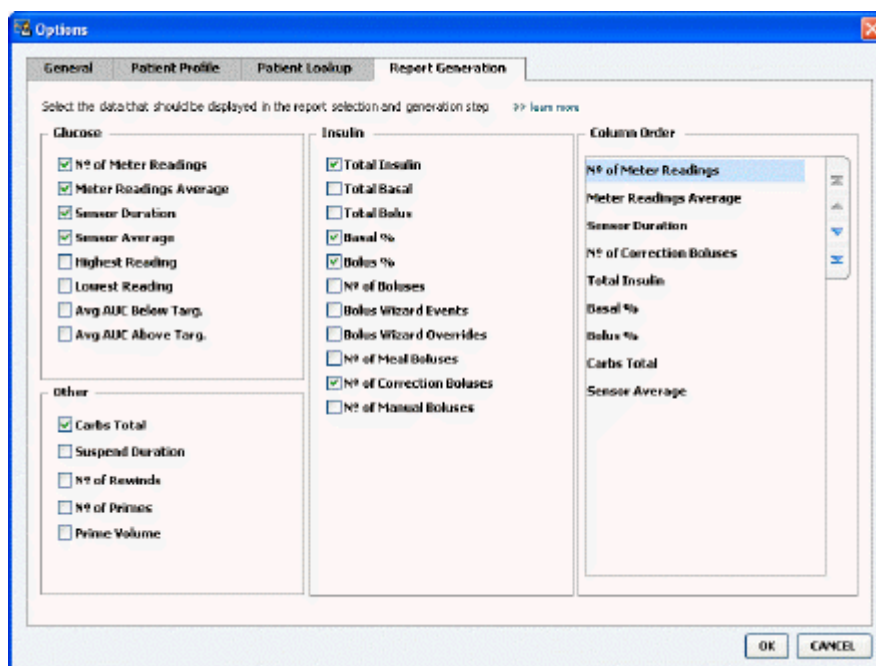 Options
General
Patient Profile
Patient Lookup
Report Generation
Select the data that should be displayed in the report selection and generation step >> learn more
Glucose
Nº of Meter Readings
Meter Readings Average
Sensor Duration
Sensor Average
Highest Reading
Lowest Reading
Avg AUC Below Targ.
Avg AUC Above Targ.
Other
Carbs Total
Suspend Duration
Nº of Rewinds
Nº of Primes
Prime Volume
Insulin
Total Insulin
Total Basal
Total Bolus
Basal %
Bolus %
Nº of Boluses
Bolus Wizard Events
Bolus Wizard Overrides
Nº of Meal Boluses
Nº of Correction Boluses
Nº of Manual Boluses
Column Order
Nº of Meter Readings
Meter Readings Average
Sensor Duration
Nº of Correction Boluses
Total Insulin
Basal %
Bolus %
Carbs Total
Sensor Average
OK
CANCEL